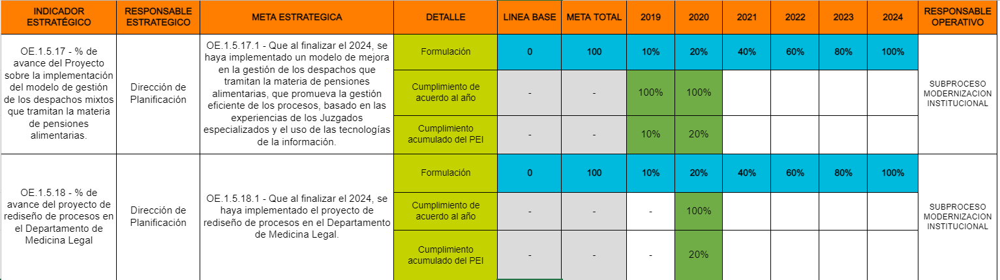 INDICADOR
ESTRATÉGICO
RESPONSABLE
ESTRATEGICO
META ESTRATEGICA
DETALLE
LINEA BASE
META TOTAL
2019
2020
2021
2022
2023
2024
RESPONSABLE
OPERATIVO
OE.1.5.17 - % de
avance del Proyecto
sobre la implementación
del modelo de gestión
de los despachos mixtos
que tramitan la materia
de pensiones
alimentarias.
Dirección de
Planificación
OE.1.5.17.1 - Que al finalizar el 2024, se
haya implementado un modelo de mejora
en la gestión de los despachos que
tramitan la materia de pensiones
alimentarias, que promueva la gestión
eficiente de los procesos, basado en las
experiencias de los Juzgados
especializados y el uso de las tecnologías
de la información.
Formulación
0
100
10%
20%
40%
60%
80%
100%
Cumplimiento de
acuerdo al año
-
-
100%
100%
Cumplimiento
acumulado del PEI
-
-
10%
20%
SUBPROCESO
MODERNIZACION
INSTITUCIONAL
OE.1.5.18 - % de
avance del proyecto de
rediseño de procesos en
el Departamento de
Medicina Legal
Dirección de
Planificación
OE.1.5.18.1 - Que al finalizar el 2024, se
haya implementado el proyecto de
rediseño de procesos en el Departamento
de Medicina Legal.
Formulación
0
100
10%
20%
40%
60%
80%
100%
Cumplimiento de
acuerdo al año
-
-
-
100%
Cumplimiento
acumulado del PEI
-
-
-
20%
SUBPROCESO
MODERNIZACION
INSTITUCIONAL